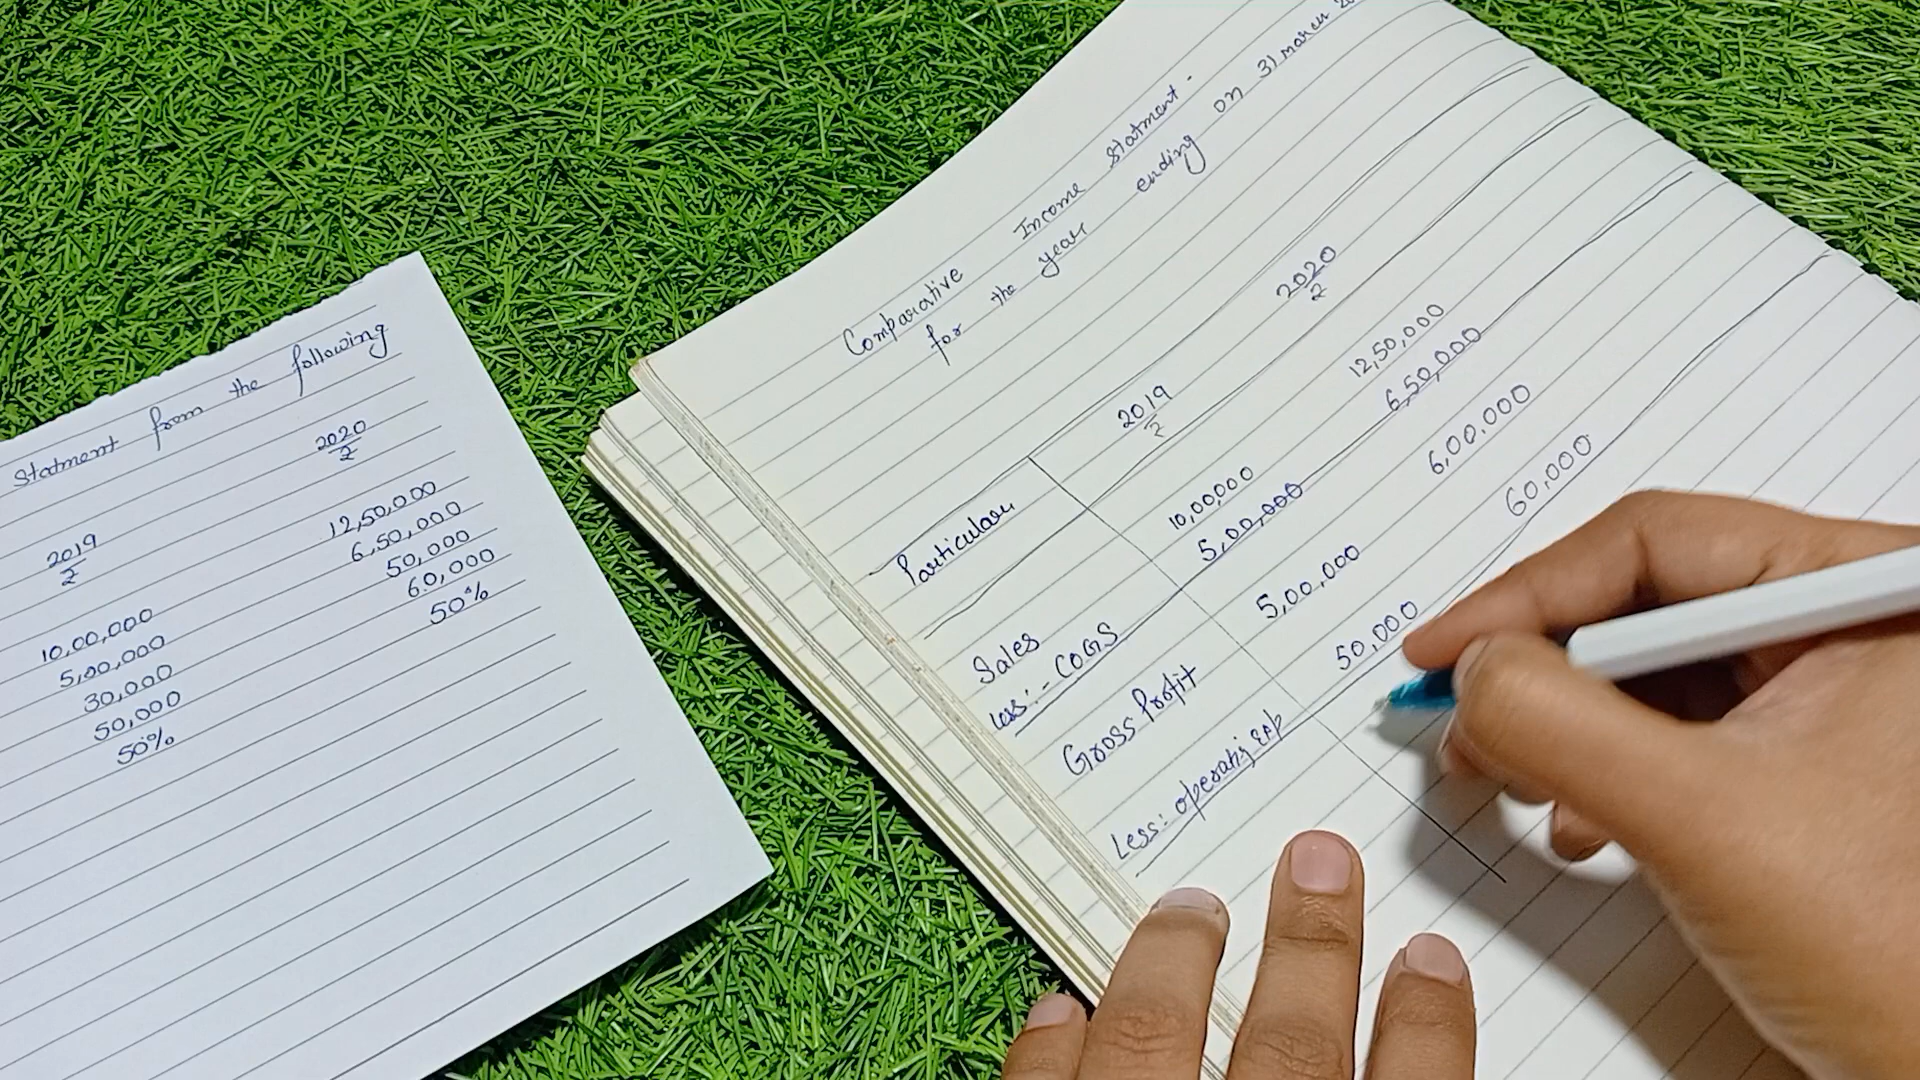 Statment from the following
2019 2020
₹ ₹
10,00,000 12,50,000
5,00,000 6,50,000
30,000 50,000
50,000 60,000
50% 50%
Comparative Income Statment-
for the year ending on 31 march
Particulars 2019 2020
₹ ₹
Sales 10,00,000 12,50,000
less:- COGS 5,00,000 6,50,000
Gross Profit 5,00,000 6,00,000
Less: operatig exp 50,000 60,000